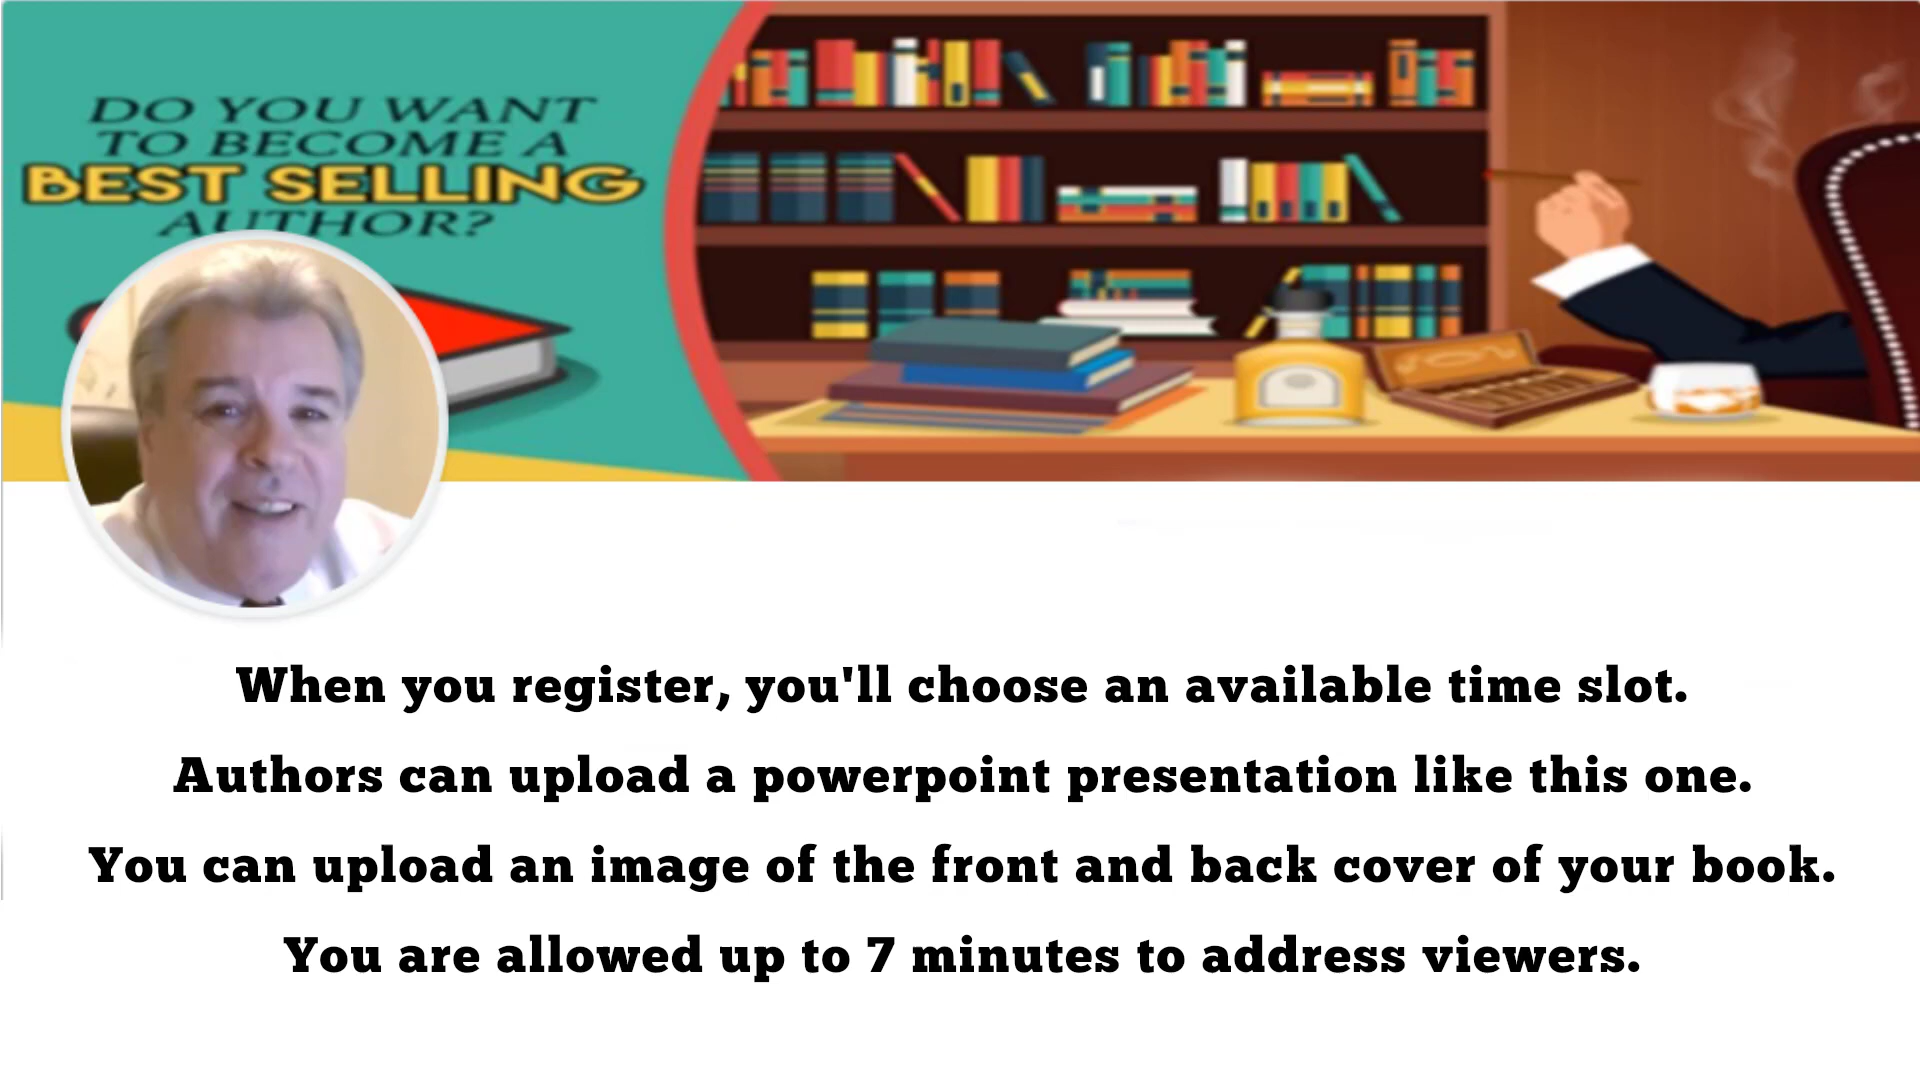 DO YOU WANT
TO BECOME A
BEST SELLING
AUTHOR?
When you register, you'll choose an available time slot.
Authors can upload a powerpoint presentation like this one.
You can upload an image of the front and back cover of your book.
You are allowed up to 7 minutes to address viewers.